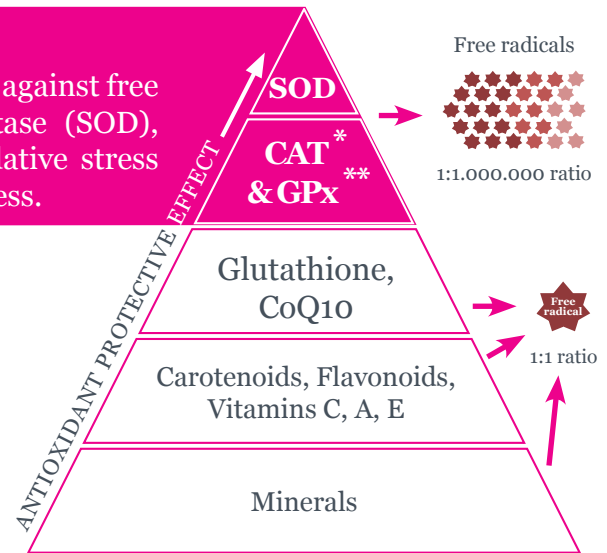 against free
tase (SOD),
lative stress
ess.
SOD
CAT*
& GPx**
Glutathione,
CoQ10
Carotenoids, Flavonoids,
Vitamins C, A, E
Minerals
ANTIOXIDANT PROTECTIVE EFFECT
Free radicals
1:1.000.000 ratio
Free
radical
1:1 ratio